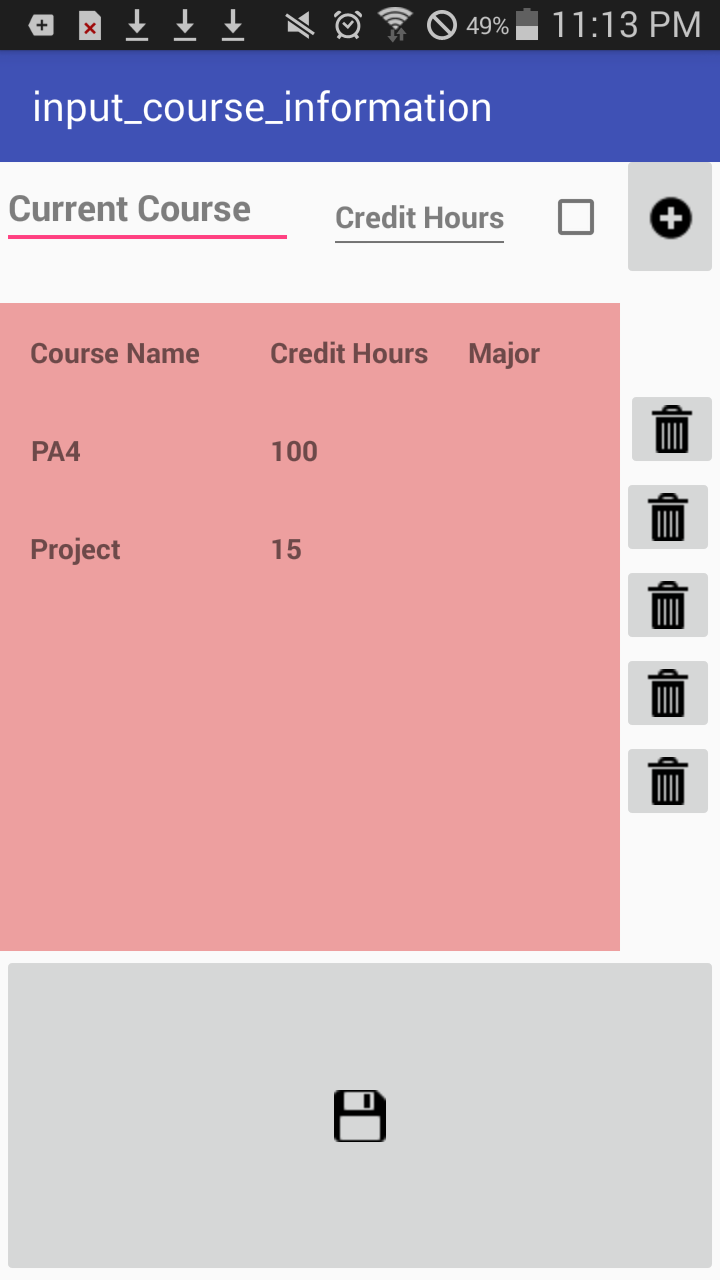 49% 11:13 PM
input_course_information
Current Course Credit Hours
Course Name Credit Hours Major
PA4 100
Project 15